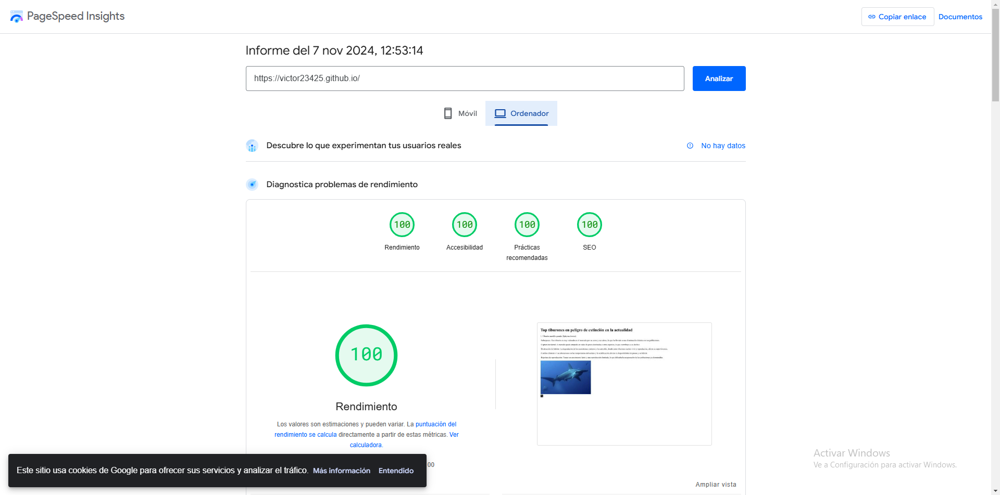 PageSpeed Insights
Copiar enlace
Documentos
Informe del 7 nov 2024, 12:53:14
https://victor23425.github.io/
Analizar
Móvil
Ordenador
Descubre lo que experimentan tus usuarios reales
No hay datos
Diagnostica problemas de rendimiento
100
Rendimiento
100
Accesibilidad
100
Prácticas
recomendadas
100
SEO
100
Rendimiento
Los valores son estimaciones y pueden variar. La puntuación del
rendimiento se calcula directamente a partir de estas métricas. Ver
calculadora.
Top tiburones en peligro de extinción en la actualidad
00
Este sitio usa cookies de Google para ofrecer sus servicios y analizar el tráfico. Más información Entendido
Ampliar vista
Activar Windows
Ve a Configuración para activar Windows.